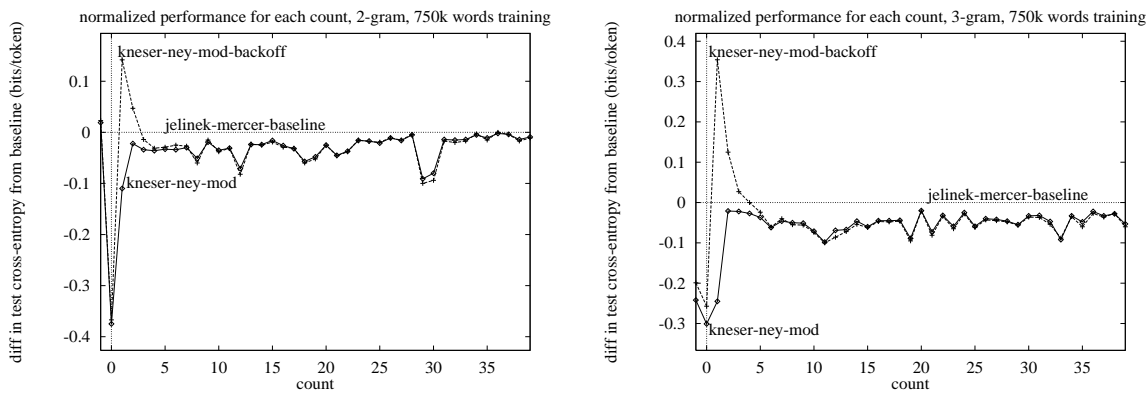 normalized performance for each count, 2-gram, 750k words training
diff in test cross-entropy from baseline (bits/token)
0.1
0
-0.1
-0.2
-0.3
-0.4
kneser-ney-mod-backoff
jelinek-mercer-baseline
kneser-ney-mod
0 5 10 15 20 25 30 35
count
normalized performance for each count, 3-gram, 750k words training
diff in test cross-entropy from baseline (bits/token)
0.4
0.3
0.2
0.1
0
-0.1
-0.2
-0.3
kneser-ney-mod-backoff
jelinek-mercer-baseline
kneser-ney-mod
0 5 10 15 20 25 30 35
count